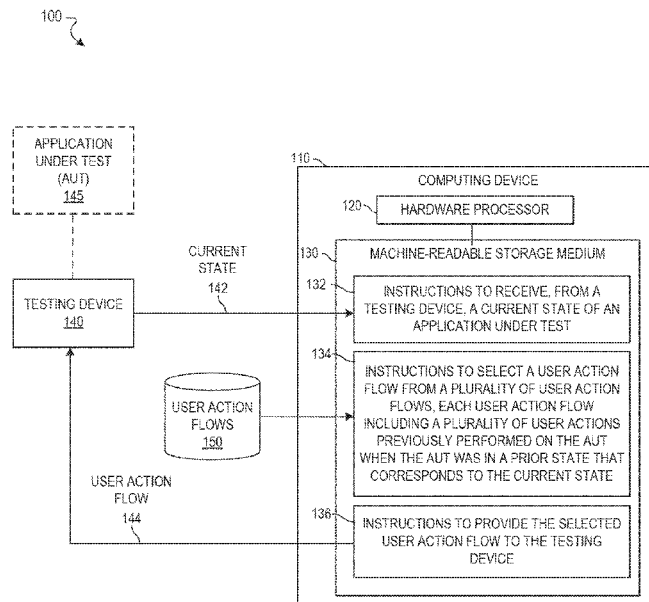 100
APPLICATION
UNDER TEST
(AUT)
145
TESTING DEVICE
140
CURRENT
STATE
142
USER ACTION
FLOWS
150
USER ACTION
FLOW
144
110
COMPUTING DEVICE
120
HARDWARE PROCESSOR
130
MACHINE-READABLE STORAGE MEDIUM
132
INSTRUCTIONS TO RECEIVE, FROM A
TESTING DEVICE, A CURRENT STATE OF AN
APPLICATION UNDER TEST
134
INSTRUCTIONS TO SELECT A USER ACTION
FLOW FROM A PLURALITY OF USER ACTION
FLOWS, EACH USER ACTION FLOW
INCLUDING A PLURALITY OF USER ACTIONS
PREVIOUSLY PERFORMED ON THE AUT
WHEN THE AUT WAS IN A PRIOR STATE THAT
CORRESPONDS TO THE CURRENT STATE
136
INSTRUCTIONS TO PROVIDE THE SELECTED
USER ACTION FLOW TO THE TESTING
DEVICE